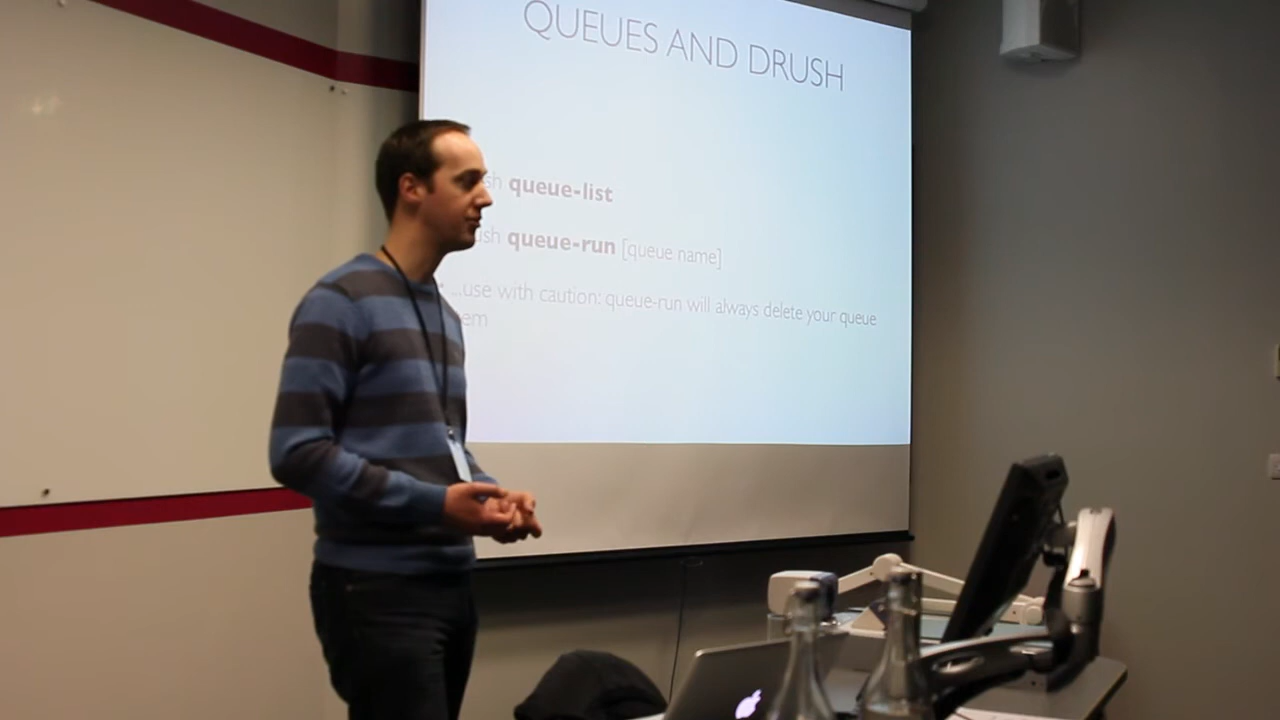 QUEUES AND DRUSH
queue-list
queue-run [queue name]
...use with caution: queue-run will always delete your queue